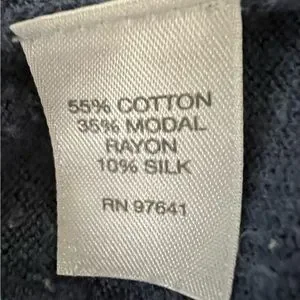 55% COTTON
35% MODAL
RAYON
10% SILK
RN 97641